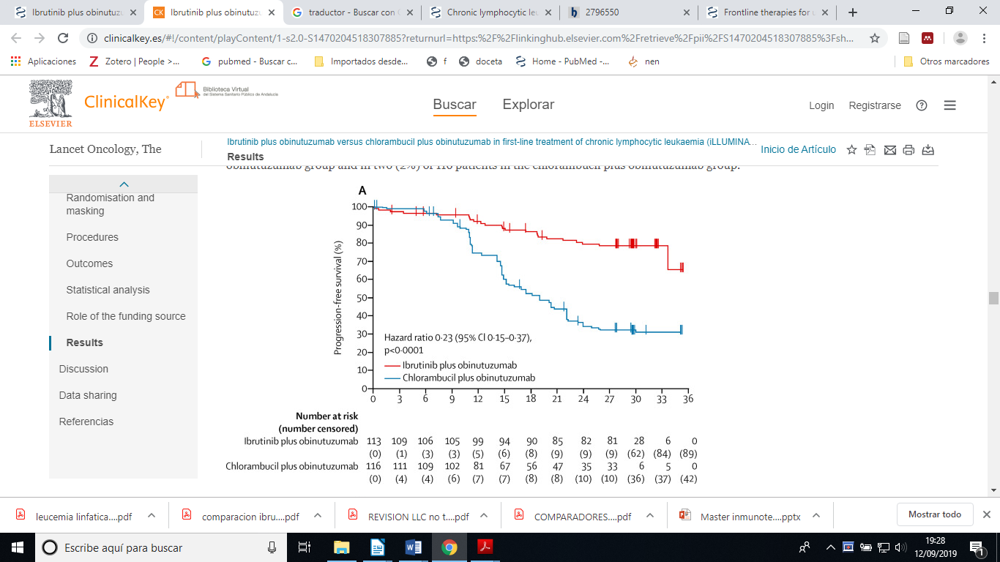 Ibrutinib plus obinutuzu
Ibrutinib plus obinutuzu
traductor - Buscar con
Chronic lymphocytic leu
2796550
Frontline therapies for u
clinicalkey.es/#!/content/playContent/1-s2.0-S1470204518307885?returnurl=https:%2F%2Flinkinghub.elsevier.com%2Fretrieve%2Fpii%2FS1470204518307885%3Fsh...
Aplicaciones
Zotero | People >...
pubmed - Buscar c...
Importados desde...
f
doceta
Home - PubMed -...
nen
Otros marcadores
ELSEVIER
ClinicalKey®
Biblioteca Virtual
del Sistema Sanitario Público de Andalucía
Buscar
Explorar
Login
Registrarse
Lancet Oncology, The
Ibrutinib plus obinutuzumab versus chlorambucil plus obinutuzumab in first-line treatment of chronic lymphocytic leukaemia (iLLUMINA...
Results
Inicio de Artículo
Randomisation and
masking
Procedures
Outcomes
Statistical analysis
Role of the funding source
Results
Discussion
Data sharing
Referencias
obinutuzumab group and in two (2%) of 116 patients in the chlorambucil plus obinutuzumab group.
A
Progression-free survival (%)
100
90
80
70
60
50
40
30
20
10
0
Hazard ratio 0·23 (95% CI 0·15–0·37),
p<0·0001
Ibrutinib plus obinutuzumab
Chlorambucil plus obinutuzumab
0 3 6 9 12 15 18 21 24 27 30 33 36
Number at risk
(number censored)
Ibrutinib plus obinutuzumab 113 109 106 105 99 94 90 85 82 81 28 6 0
(0) (1) (3) (3) (5) (6) (8) (9) (9) (9) (62) (84) (89)
Chlorambucil plus obinutuzumab 116 111 109 102 81 67 56 47 35 33 6 5 0
(0) (4) (4) (6) (7) (7) (8) (8) (10) (10) (36) (37) (42)
leucemia linfatica....pdf
comparacion ibru....pdf
REVISION LLC no t....pdf
COMPARADORES....pdf
Master inmunote....pptx
Mostrar todo
Escribe aquí para buscar
19:28
12/09/2019
1